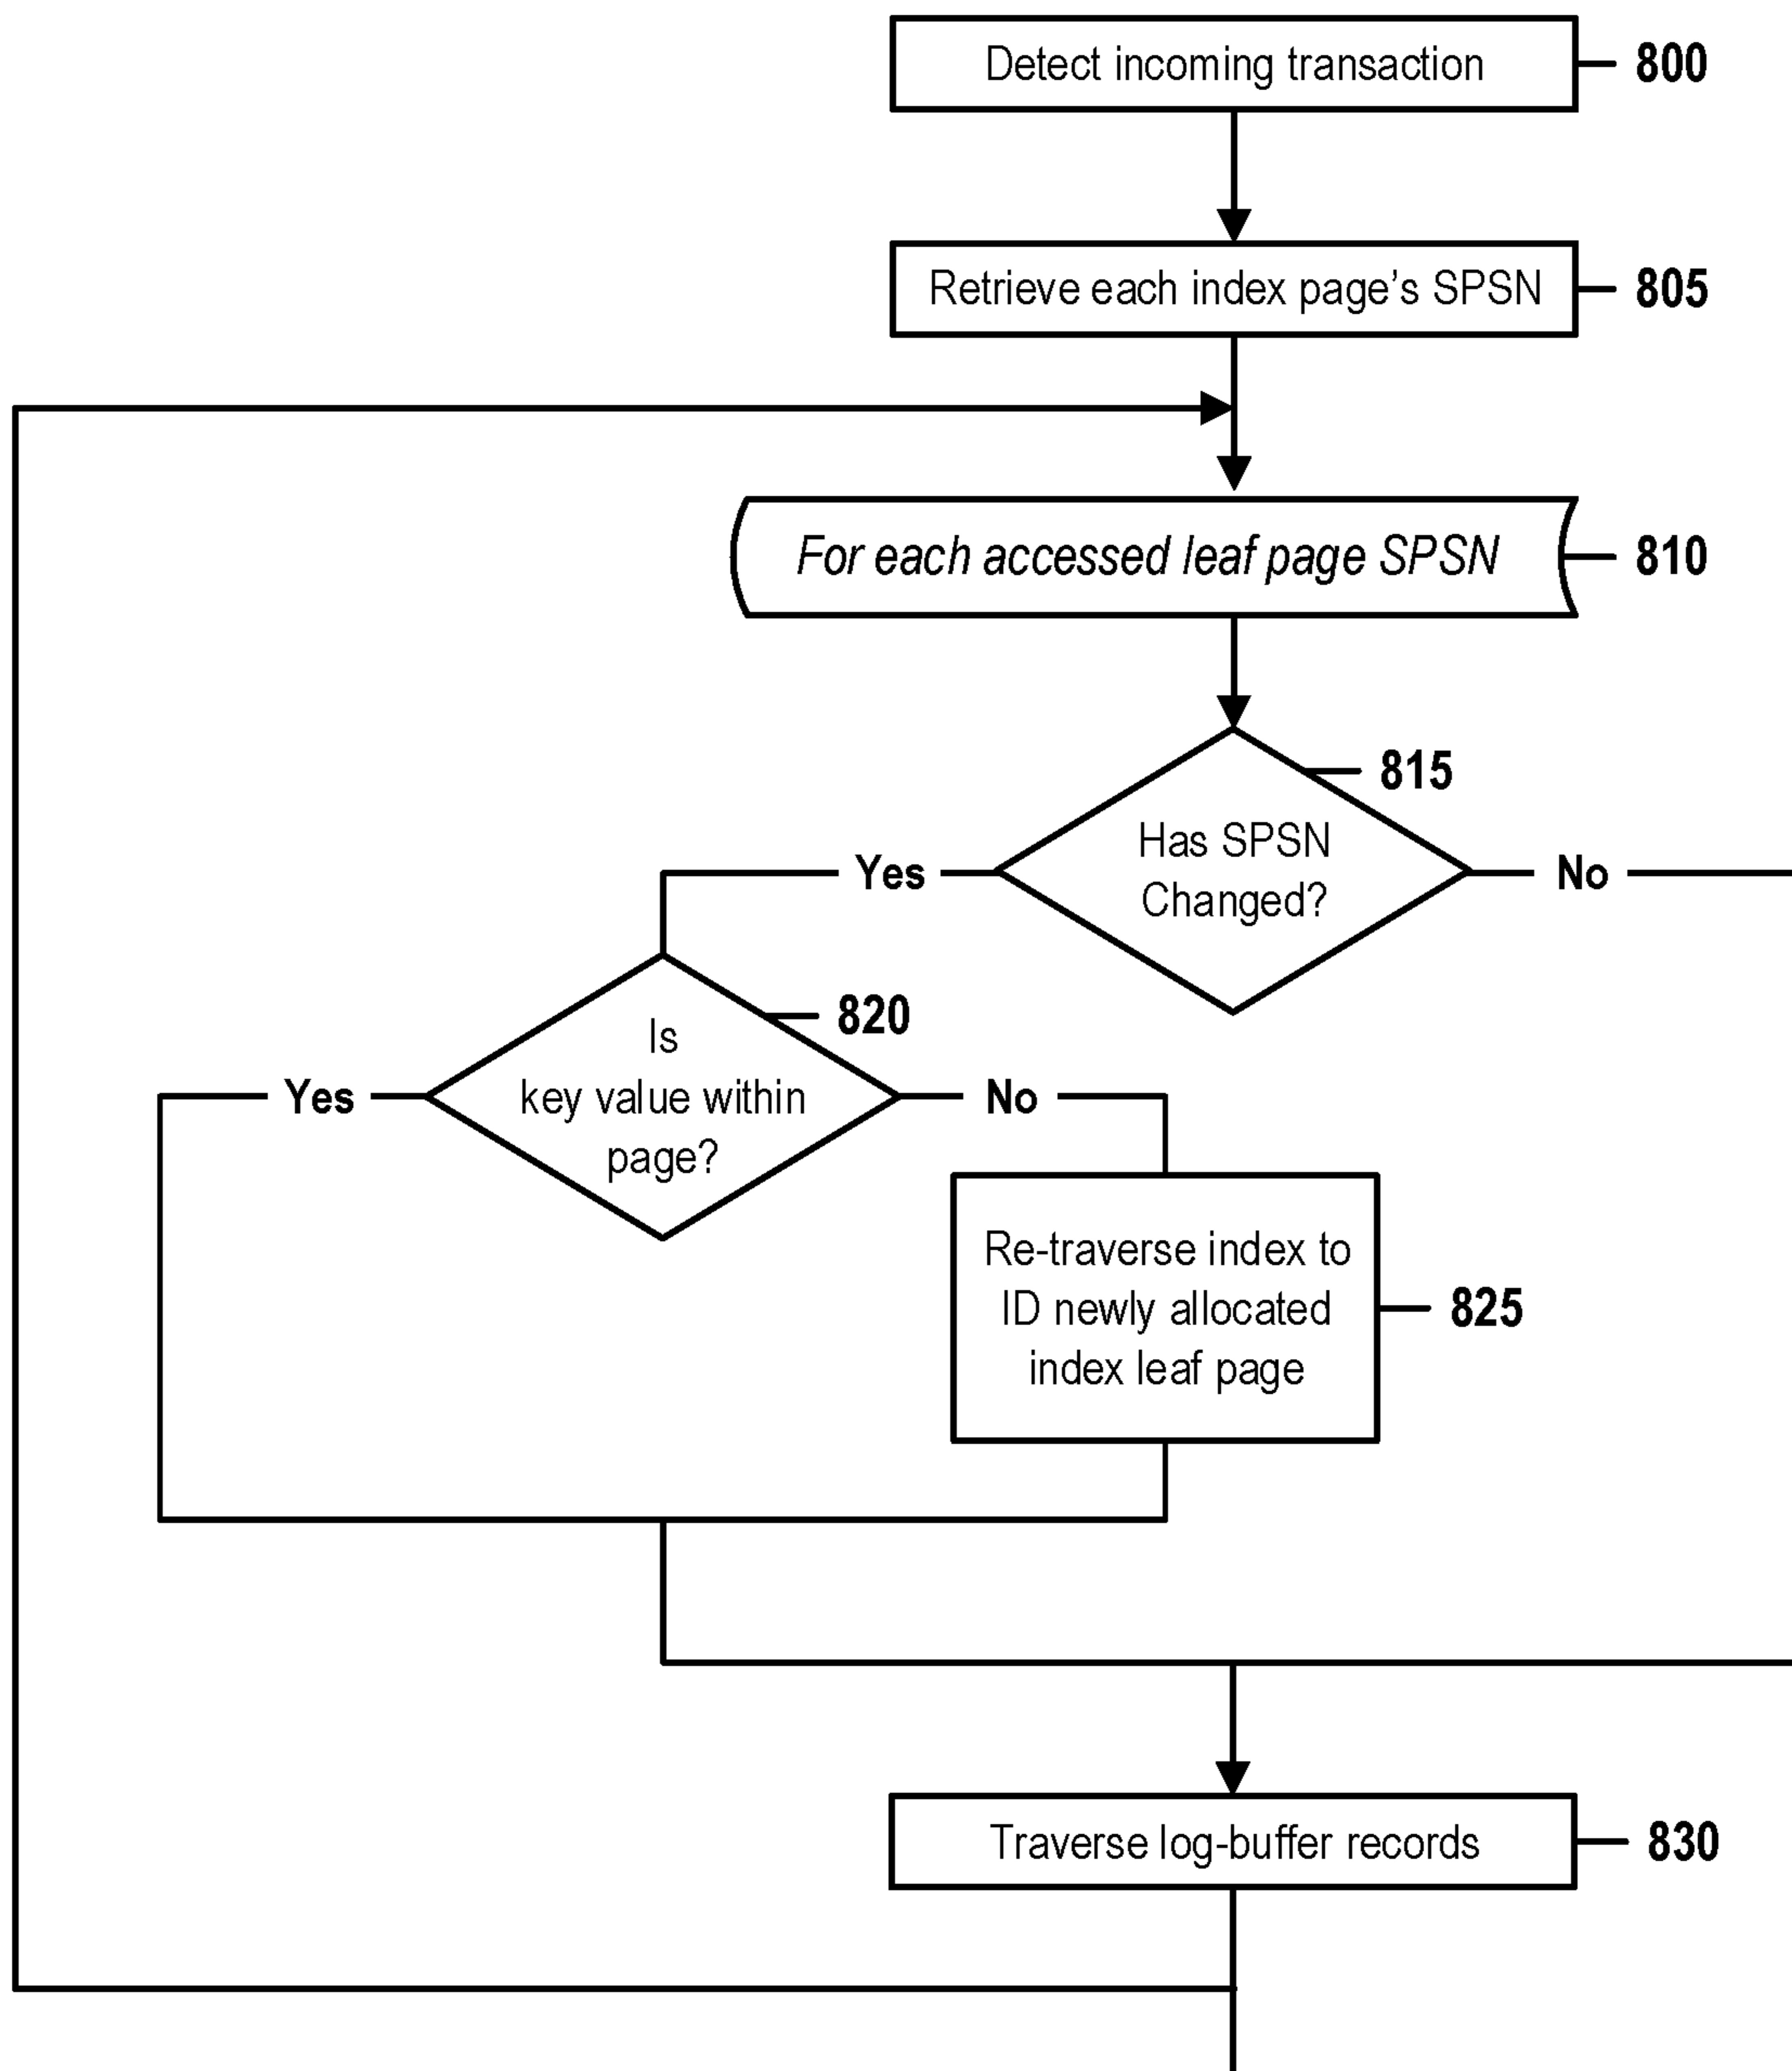 Detect incoming transaction
800
Retrieve each index page’s SPSN
805
For each accessed leaf page SPSN
810
815
Has SPSN
Changed?
Yes
No
820
Is
key value within
page?
Yes
No
Re-traverse index to
ID newly allocated
index leaf page
825
Traverse log-buffer records
830